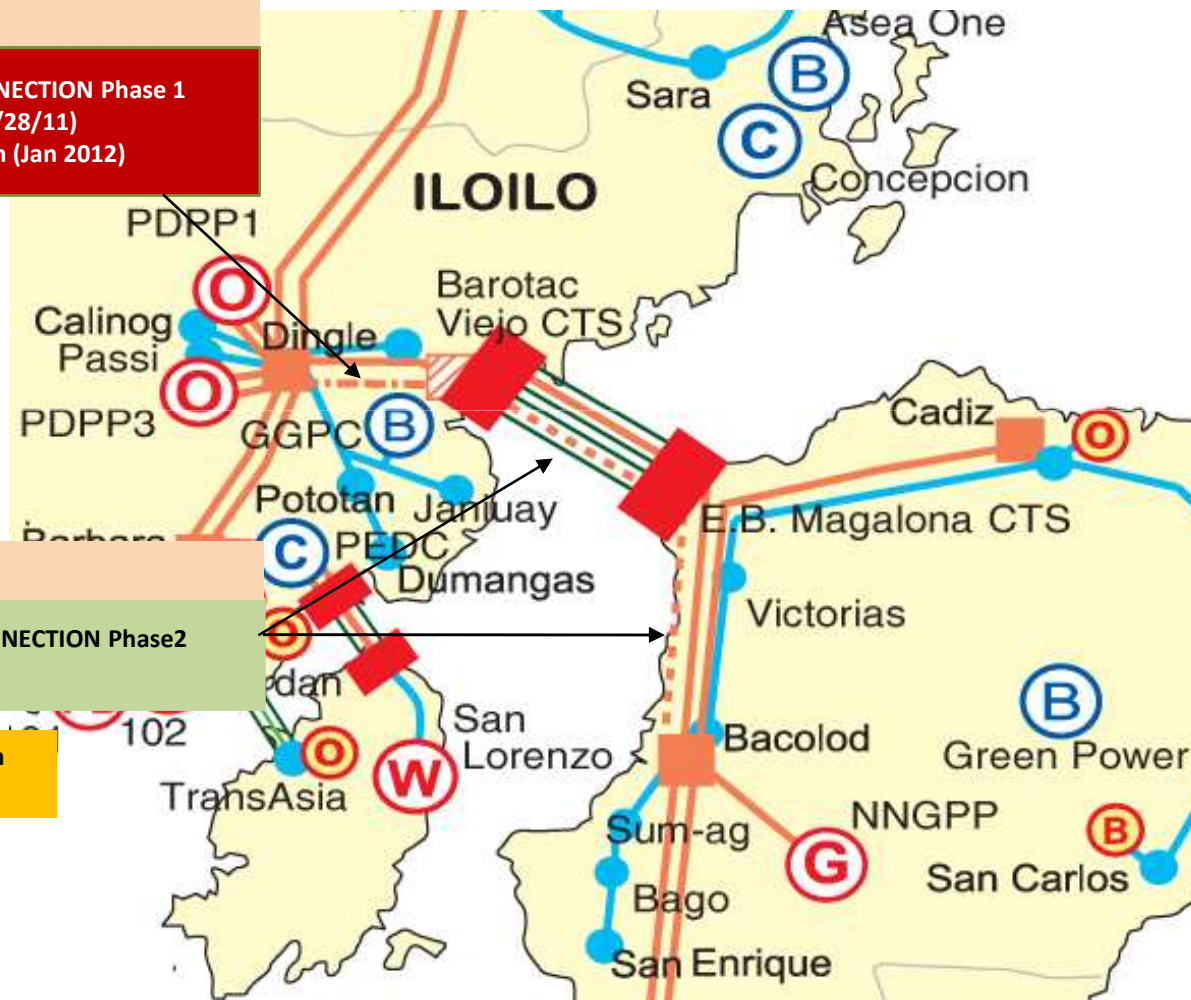 Asea One
NECTION Phase 1
/28/11)
(Jan 2012)
B
Sara
C
Concepcion
ILOILO
PDPP1
O
Barotac
Viejo CTS
Calinog
Dingle
Passi
O
PDPP3
GGPC
B
Cadiz
O
Pototan
Janiuay
E.B. Magalona CTS
Barbara
C
PEDC
Dumangas
Victorias
NECTION Phase2
O
dan
B
102
San
Lorenzo
Bacolod
Green Power
O
W
TransAsia
NNGPP
Sum-ag
B
G
San Carlos
Bago
San Enrique